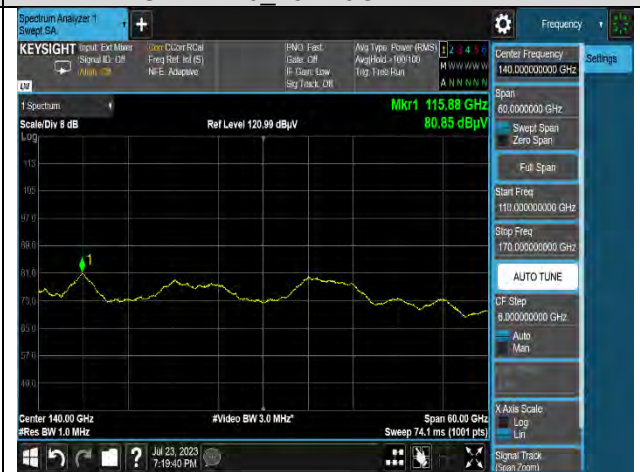 Spectrum Analyzer 1
Swept SA
+
Frequency
KEYSIGHT
Input: Ext Mixer
Signal ID: Off
Atten: Off
Corr CCorr RCal
Freq Ref: Int (S)
NFE: Adaptive
PNO: Fast
Gate: Off
IF Gain: Low
Sig Track: Off
Avg Type: Power (RMS)
Avg|Hold:>100/100
Trig: Free Run
1 2 3 4 5 6
M W W W W W
A N N N N N
Center Frequency
140.000000000 GHz
Settings
Span
60.0000000 GHz
Swept Span
Zero Span
Full Span
Start Freq
110.000000000 GHz
Stop Freq
170.000000000 GHz
AUTO TUNE
CF Step
6.000000000 GHz
Auto
Man
X Axis Scale
Log
Lin
Signal Track
(Span Zoom)
1 Spectrum
Scale/Div 8 dB
Ref Level 120.99 dBµV
Mkr1 115.88 GHz
80.85 dBµV
Log
113
105
97.0
89.0
81.0
73.0
65.0
57.0
49.0
1
Center 140.00 GHz
#Video BW 3.0 MHz*
Span 60.00 GHz
#Res BW 1.0 MHz
Sweep 74.1 ms (1001 pts)
?
Jul 23, 2023
7:19:40 PM